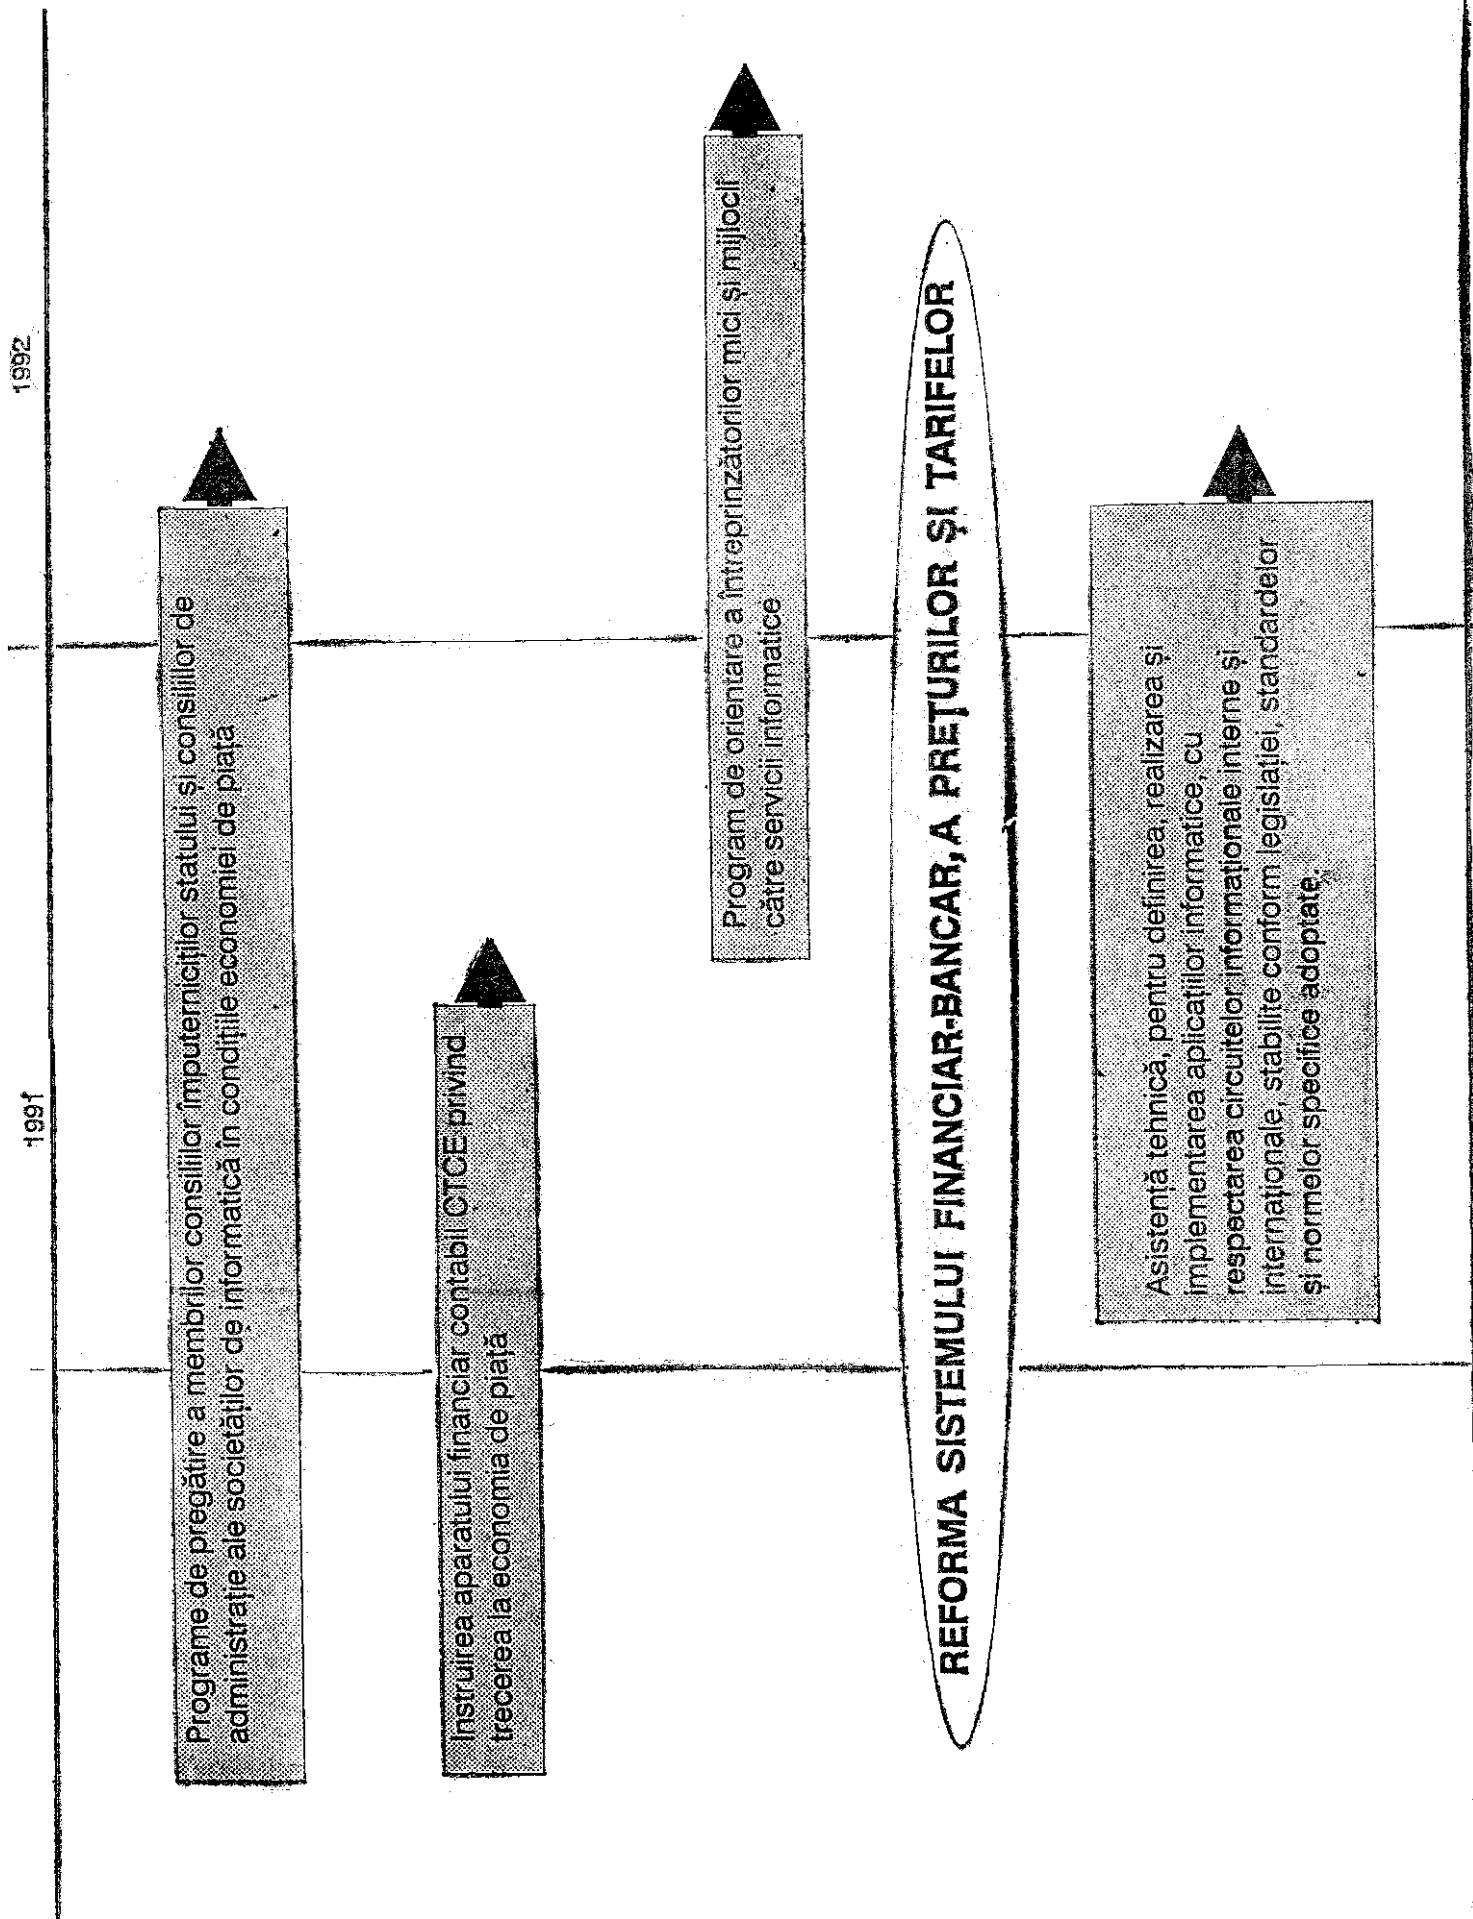 1991
1992
Programe de pregătire a membrilor consiliilor împuterniciților statului și consiliilor de
administrație ale societăților de informatică în condițiile economiei de piață
Instruirea aparatului financiar contabil CTCE privind
trecerea la economia de piață
Program de orientare a întreprinzătorilor mici și mijlocii
către servicii informatice
REFORMA SISTEMULUI FINANCIAR-BANCAR, A PREȚURILOR ȘI TARIFELOR
Asistență tehnică, pentru definirea, realizarea și
implementarea aplicațiilor informatice, cu
respectarea circuitelor informaționale interne și
internaționale, stabilite conform legislației, standardelor
și normelor specifice adoptate.